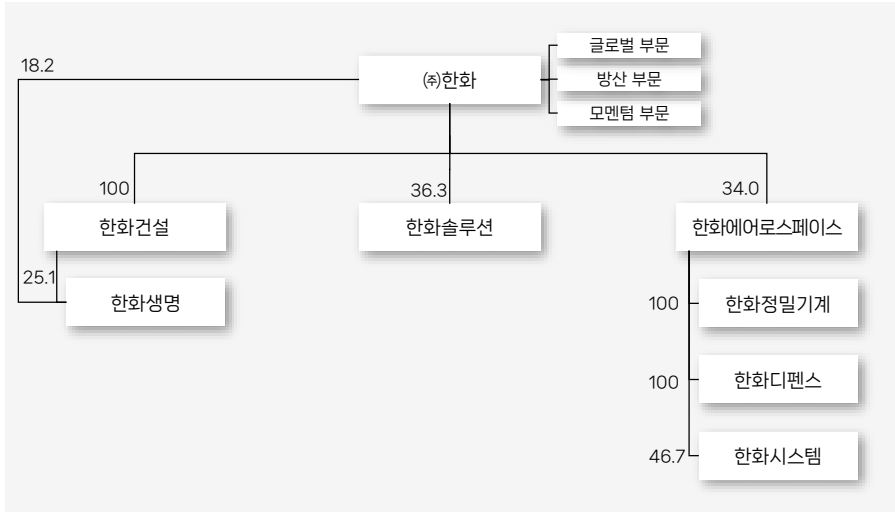 글로벌 부문
18.2
㈜한화
방산 부문
모멘텀 부문
100
36.3
34.0
한화건설
한화솔루션
한화에어로스페이스
25.1
한화생명
100
한화정밀기계
100
한화디펜스
46.7
한화시스템